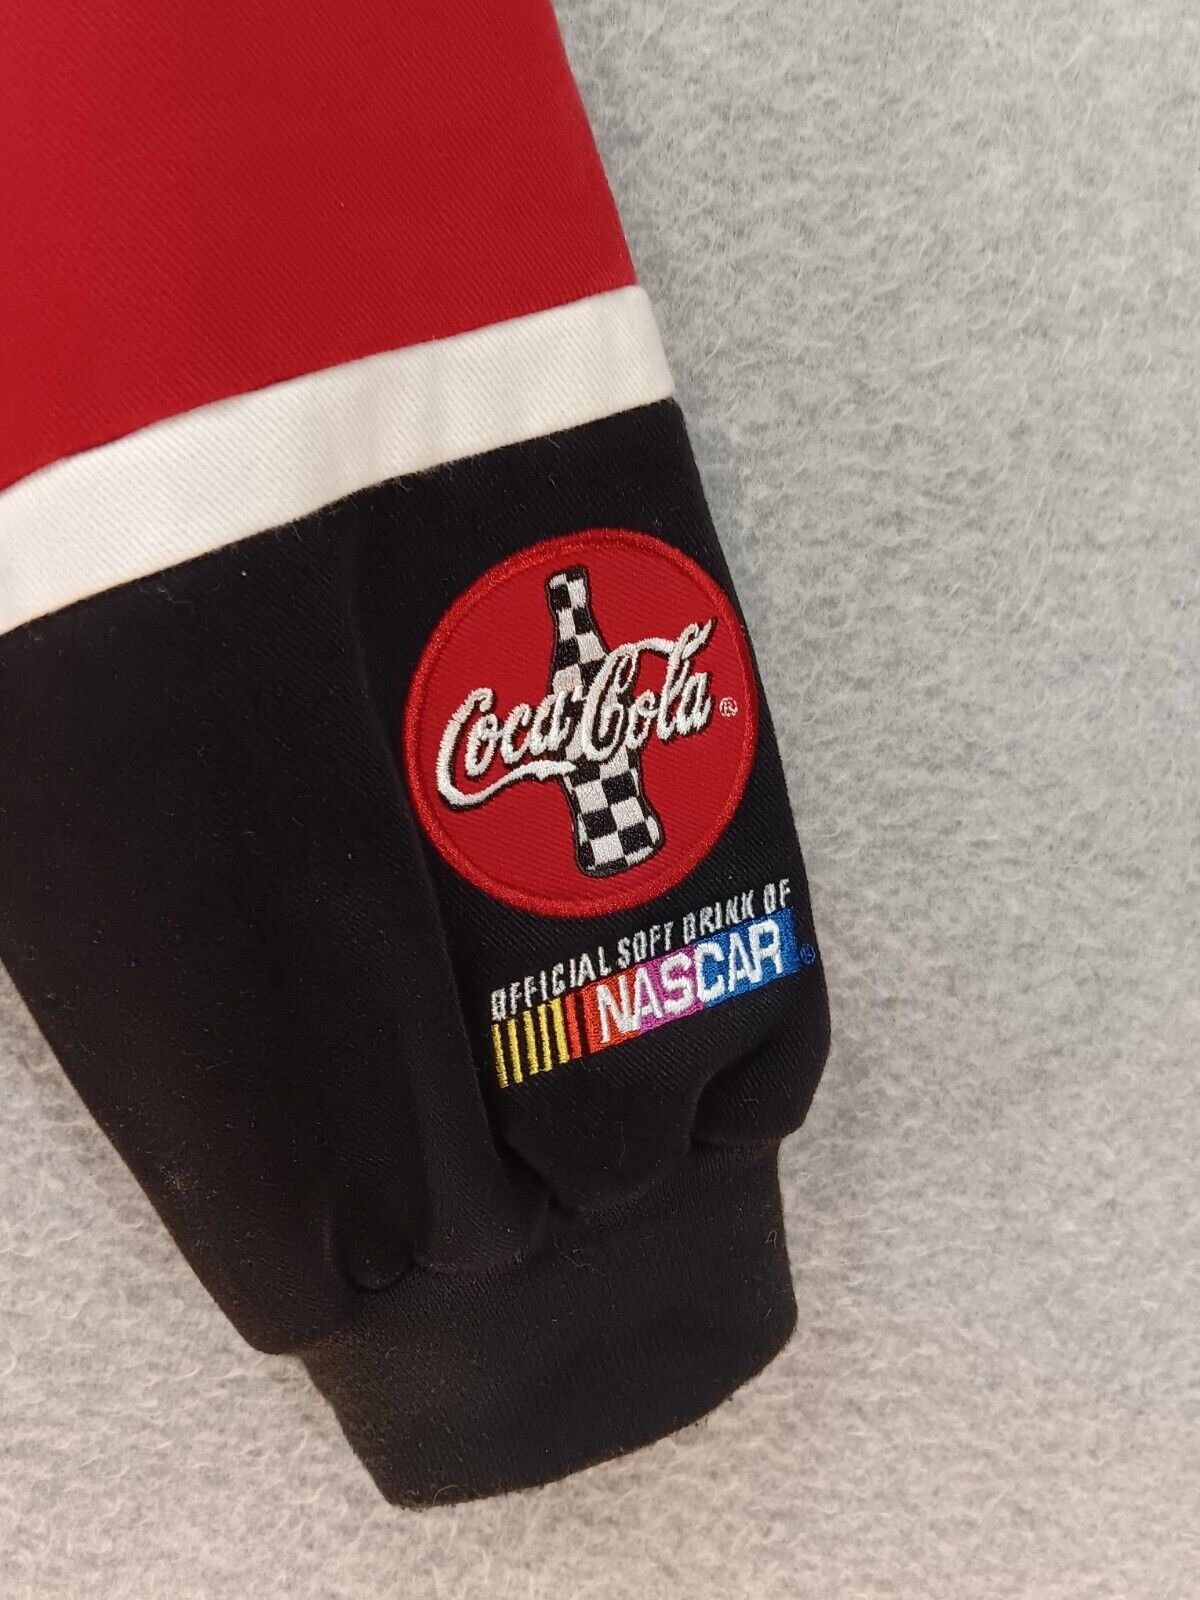 Coca-Cola ®
OFFICIAL SOFT DRINK OF
NASCAR ®